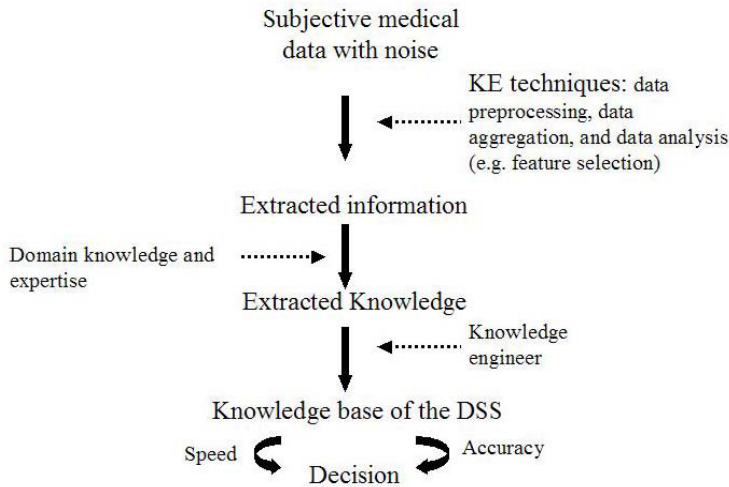 Subjective medical
data with noise
KE techniques: data
preprocessing, data
aggregation, and data analysis
(e.g. feature selection)
Extracted information
Domain knowledge and
expertise
Extracted Knowledge
Knowledge
engineer
Knowledge base of the DSS
Speed
Accuracy
Decision